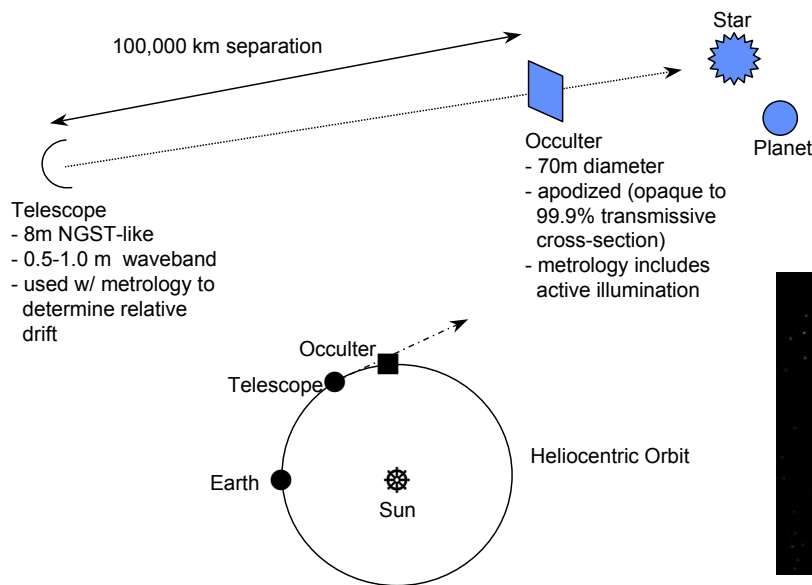 Star
100,000 km separation
Planet
Occulter
- 70m diameter
- apodized (opaque to
99.9% transmissive
cross-section)
- metrology includes
active illumination
Telescope
- 8m NGST-like
- 0.5-1.0 m waveband
- used w/ metrology to
determine relative
drift
Occulter
Telescope
Heliocentric Orbit
Earth
Sun